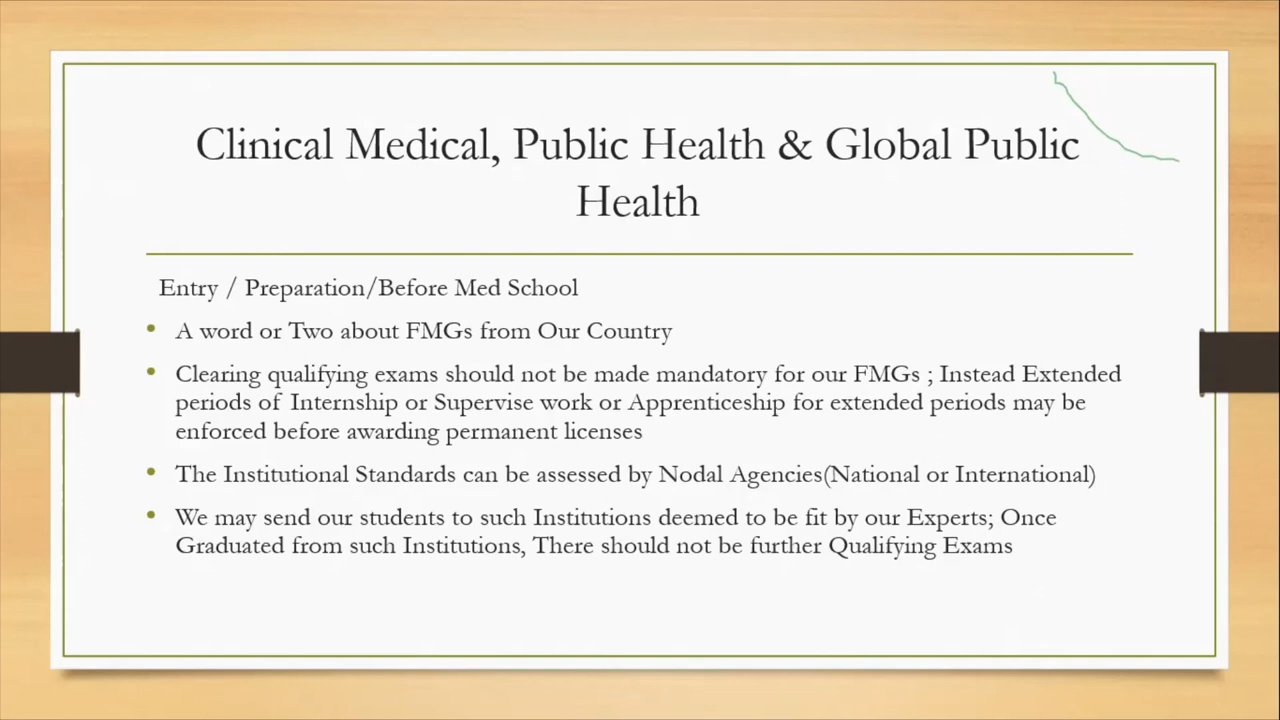 Clinical Medical, Public Health & Global Public
Health
Entry / Preparation/Before Med School
• A word or Two about FMGs from Our Country
• Clearing qualifying exams should not be made mandatory for our FMGs ; Instead Extended
periods of Internship or Supervise work or Apprenticeship for extended periods may be
enforced before awarding permanent licenses
• The Institutional Standards can be assessed by Nodal Agencies(National or International)
• We may send our students to such Institutions deemed to be fit by our Experts; Once
Graduated from such Institutions, There should not be further Qualifying Exams